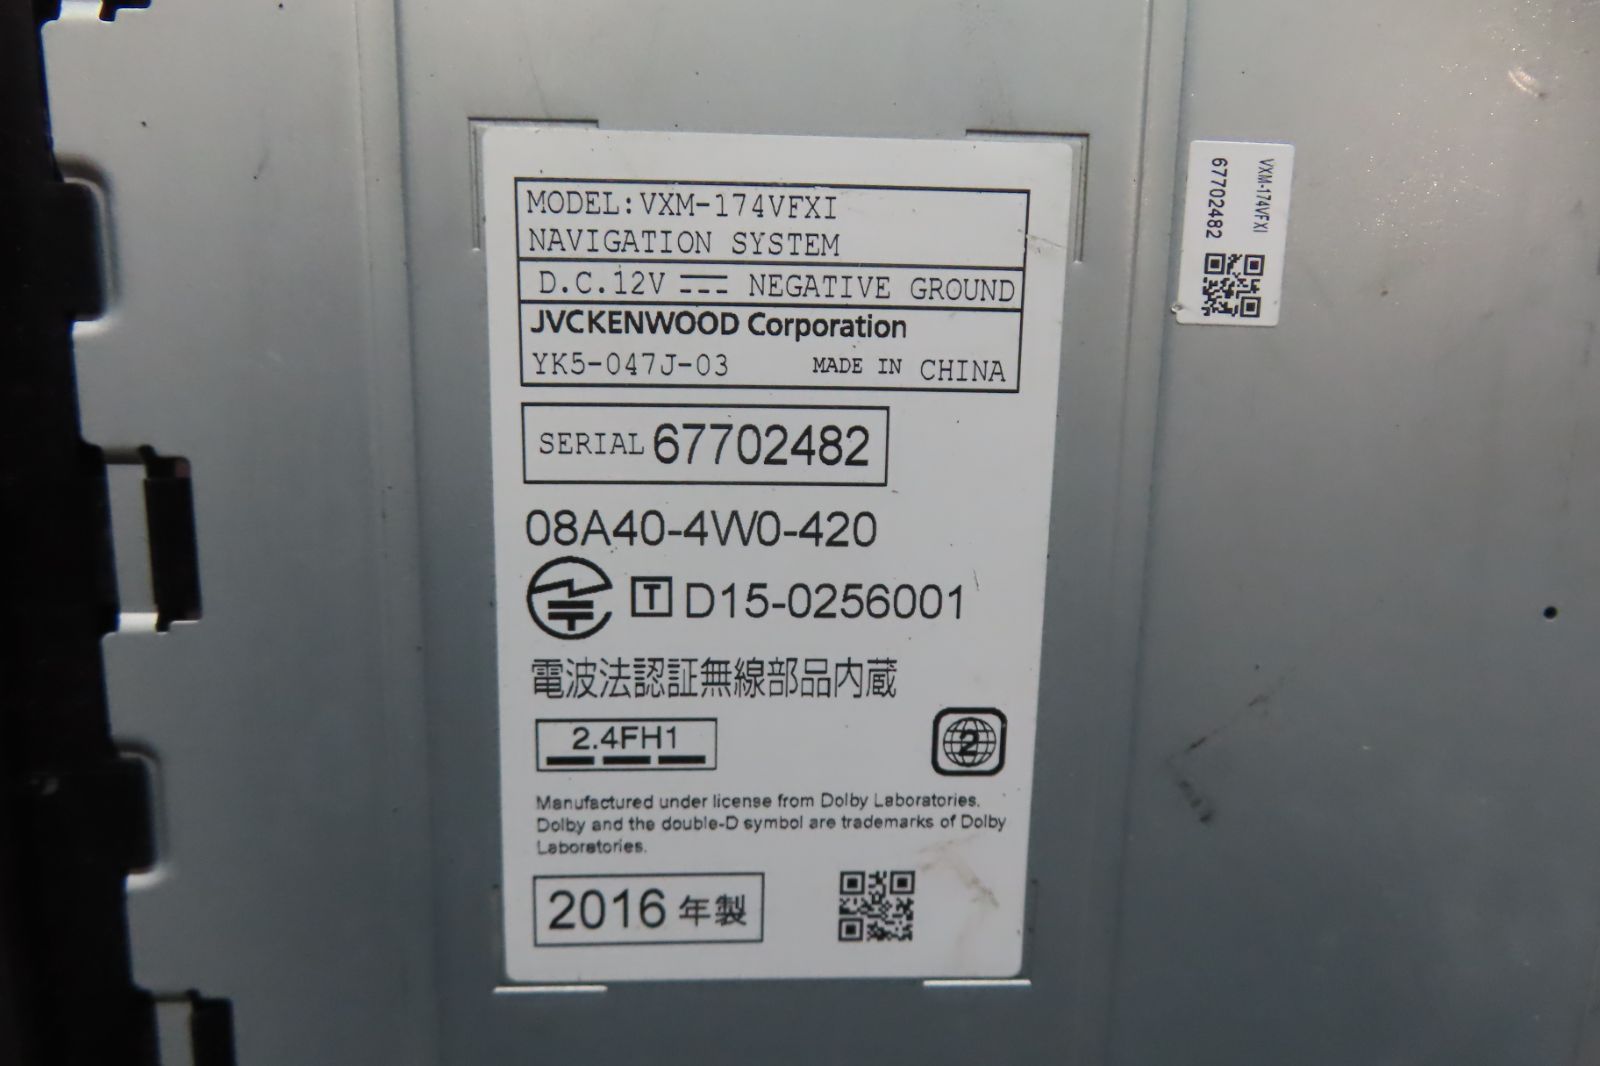 MODEL:VXM-174VFXI
NAVIGATION SYSTEM
D.C.12V ⎓ NEGATIVE GROUND
JVCKENWOOD Corporation
YK5-047J-03 MADE IN CHINA
SERIAL 67702482
08A40-4W0-420
T D15-0256001
電波法認証無線部品内蔵
2.4FH1
2
Manufactured under license from Dolby Laboratories.
Dolby and the double-D symbol are trademarks of Dolby
Laboratories.
2016 年製
VXM-174VFXI
67702482